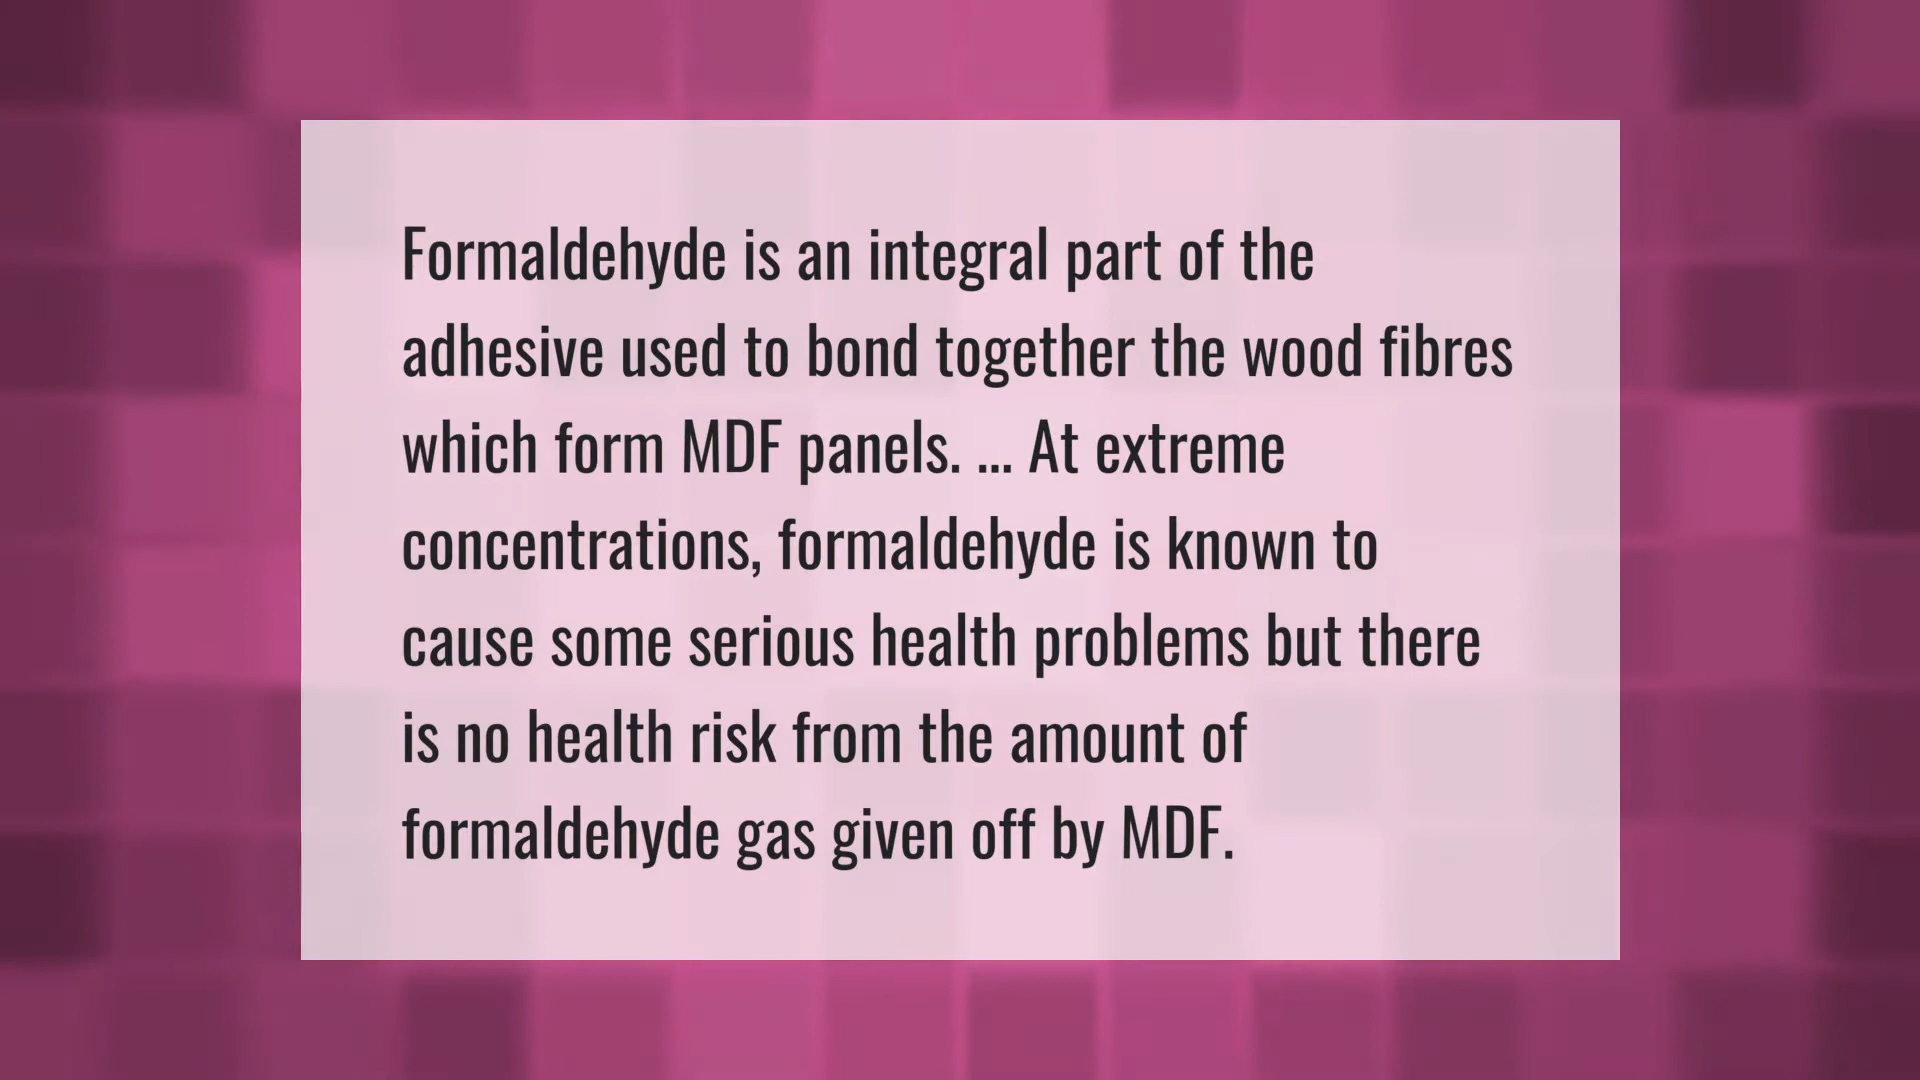 Formaldehyde is an integral part of the
adhesive used to bond together the wood fibres
which form MDF panels. ... At extreme
concentrations, formaldehyde is known to
cause some serious health problems but there
is no health risk from the amount of
formaldehyde gas given off by MDF.